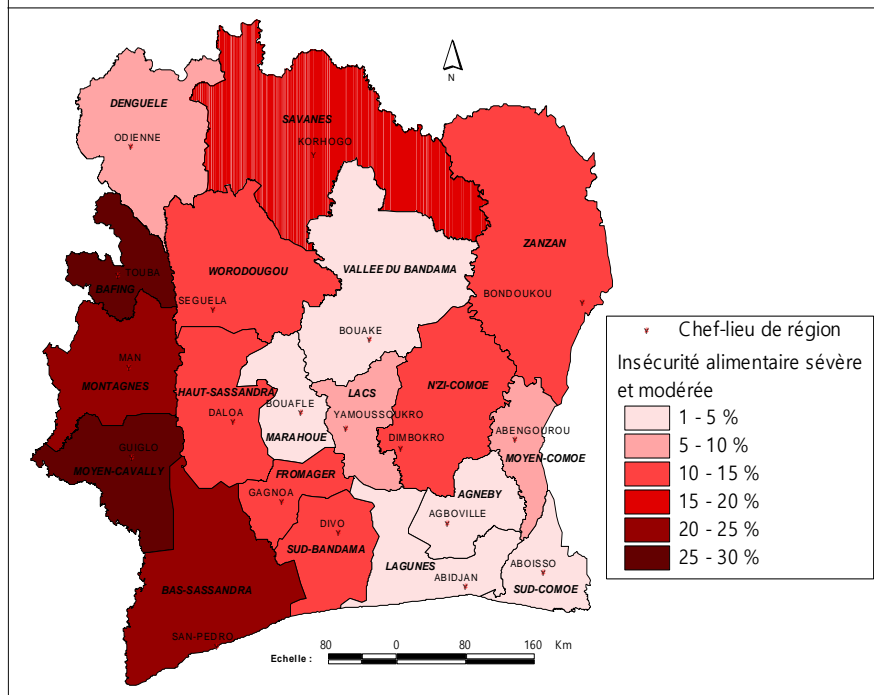 N
DENGUELE
ODIENNE
SAVANES
KORHOGO
ZANZAN
TOUBA
BAFING
WORODOUGOU
SEGUELA
VALLEE DU BANDAMA
BONDOUKOU
BOUAKE
MAN
MONTAGNES
HAUT-SASSANDRA
DALOA
BOUAFLE
MARAHOUE
LACS
YAMOUSSOUKRO
N'ZI-COMOE
DIMBOKRO
ABENGOUROU
MOYEN-COMOE
GUIGLO
MOYEN-CAVALLY
FROMAGER
GAGNOA
AGNEBY
AGBOVILLE
DIVO
SUD-BANDAMA
LAGUNES
ABIDJAN
ABOISSO
SUD-COMOE
BAS-SASSANDRA
SAN-PEDRO
Chef-lieu de région
Insécurité alimentaire sévère
et modérée
1 - 5 %
5 - 10 %
10 - 15 %
15 - 20 %
20 - 25 %
25 - 30 %
80 0 80 160 Km
Echelle :